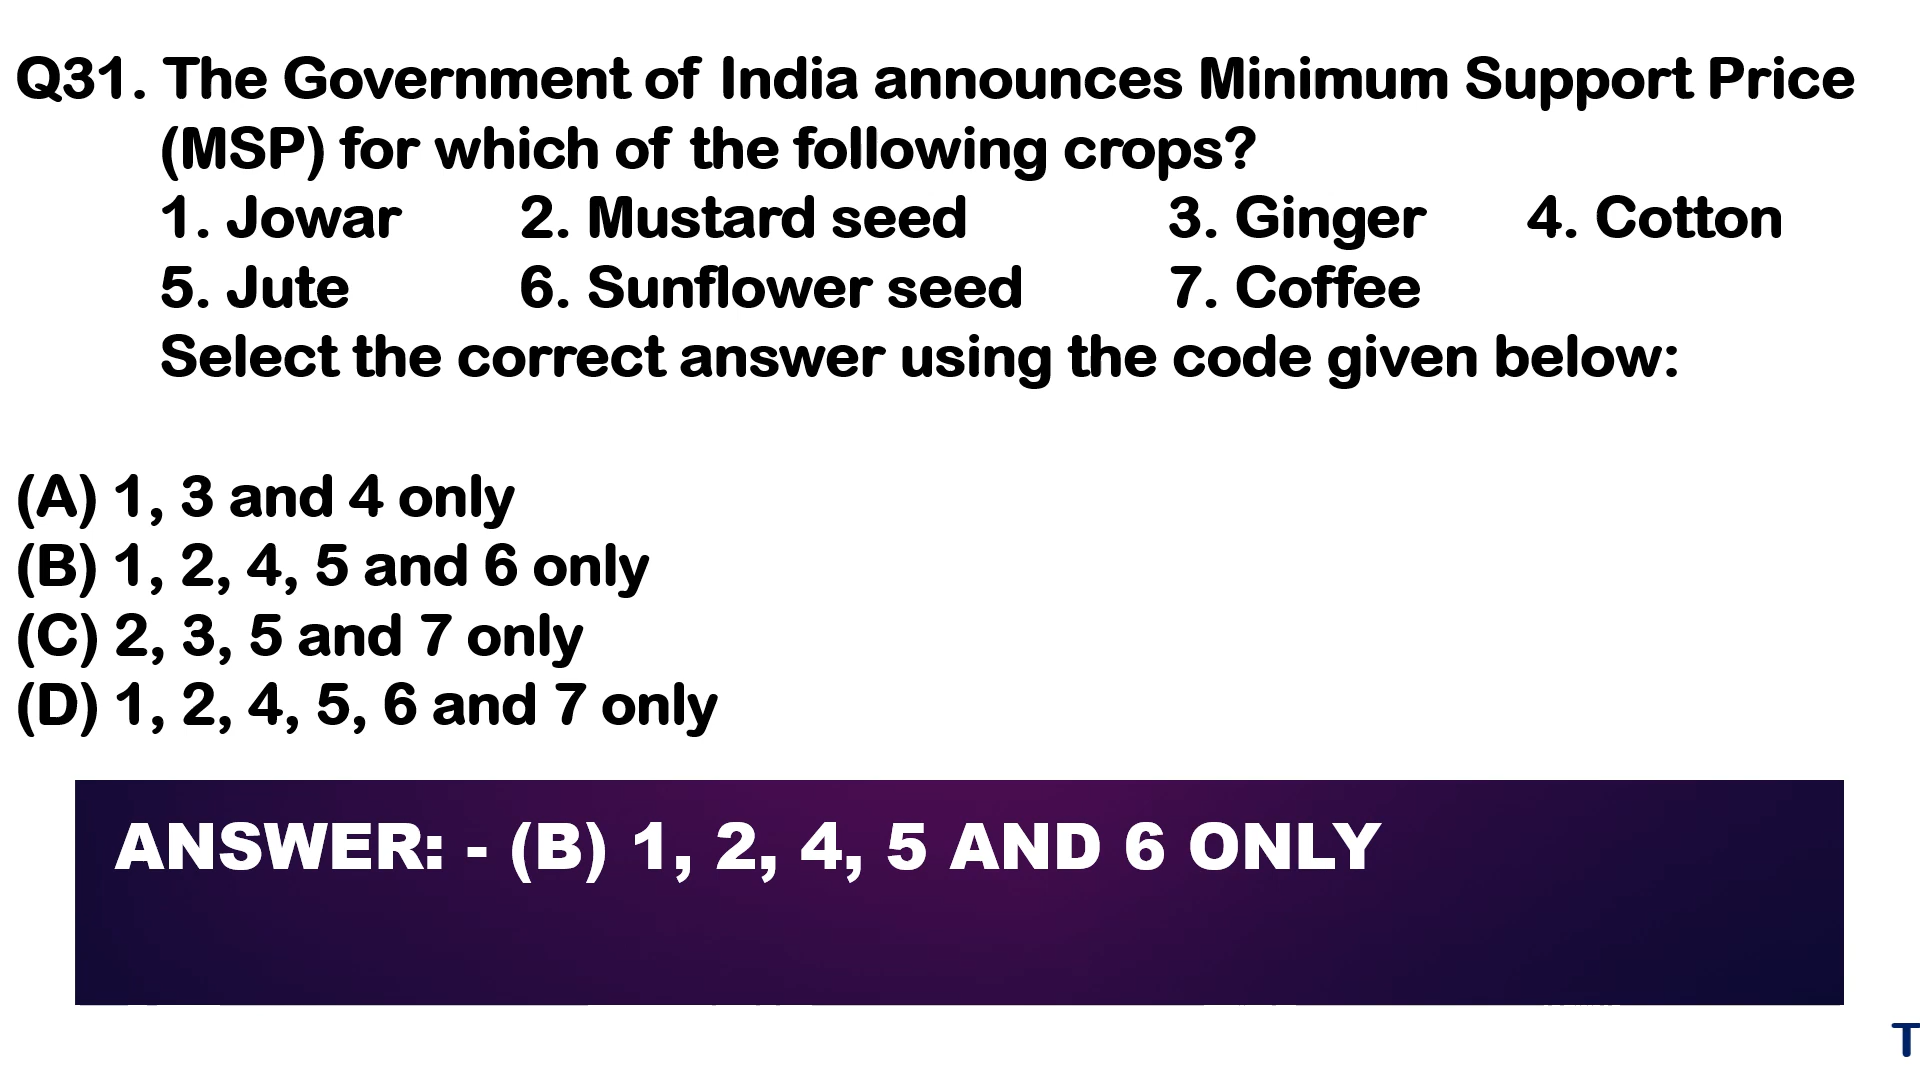 Q31. The Government of India announces Minimum Support Price
(MSP) for which of the following crops?
1. Jowar 2. Mustard seed 3. Ginger 4. Cotton
5. Jute 6. Sunflower seed 7. Coffee
Select the correct answer using the code given below:
(A) 1, 3 and 4 only
(B) 1, 2, 4, 5 and 6 only
(C) 2, 3, 5 and 7 only
(D) 1, 2, 4, 5, 6 and 7 only
ANSWER: - (B) 1, 2, 4, 5 AND 6 ONLY
T